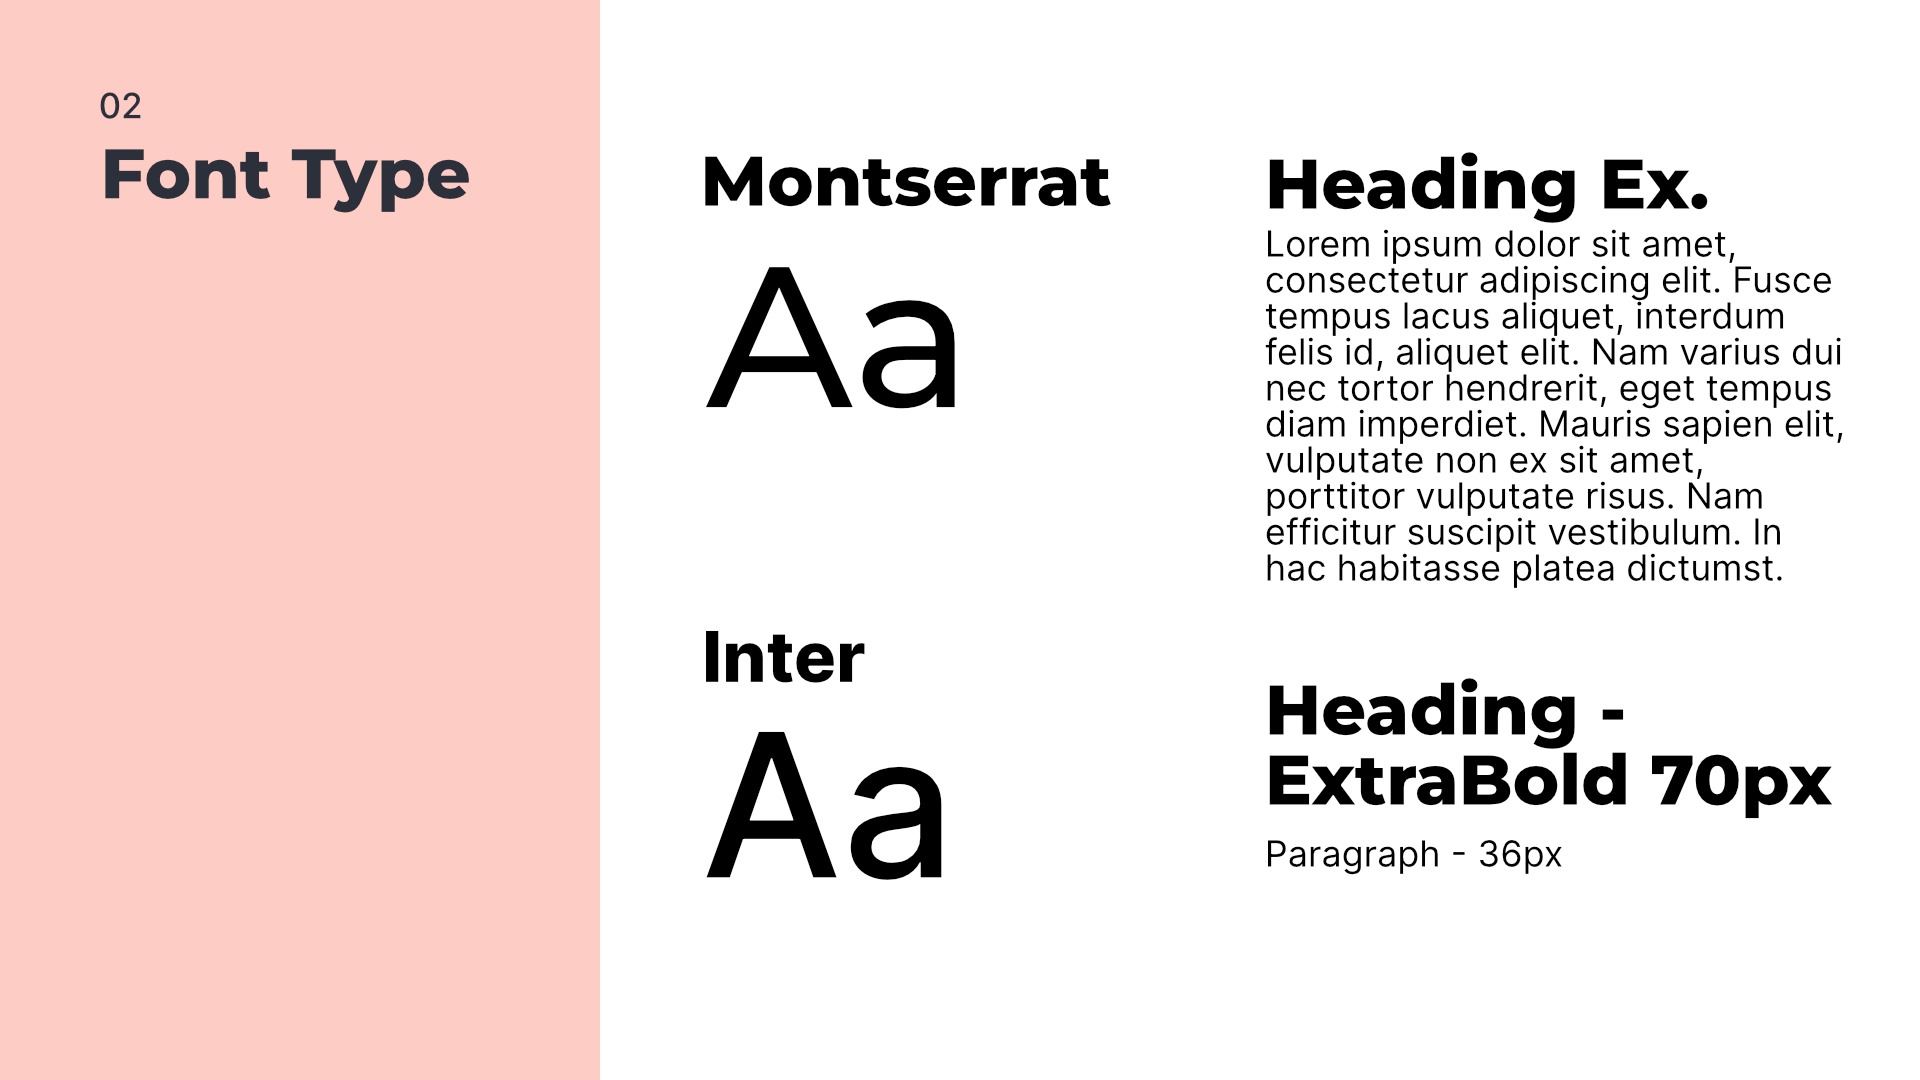 02
Font Type
Montserrat
Aa
Inter
Aa
Heading Ex.
Lorem ipsum dolor sit amet,
consectetur adipiscing elit. Fusce
tempus lacus aliquet, interdum
felis id, aliquet elit. Nam varius dui
nec tortor hendrerit, eget tempus
diam imperdiet. Mauris sapien elit,
vulputate non ex sit amet,
porttitor vulputate risus. Nam
efficitur suscipit vestibulum. In
hac habitasse platea dictumst.
Heading -
ExtraBold 70px
Paragraph - 36px